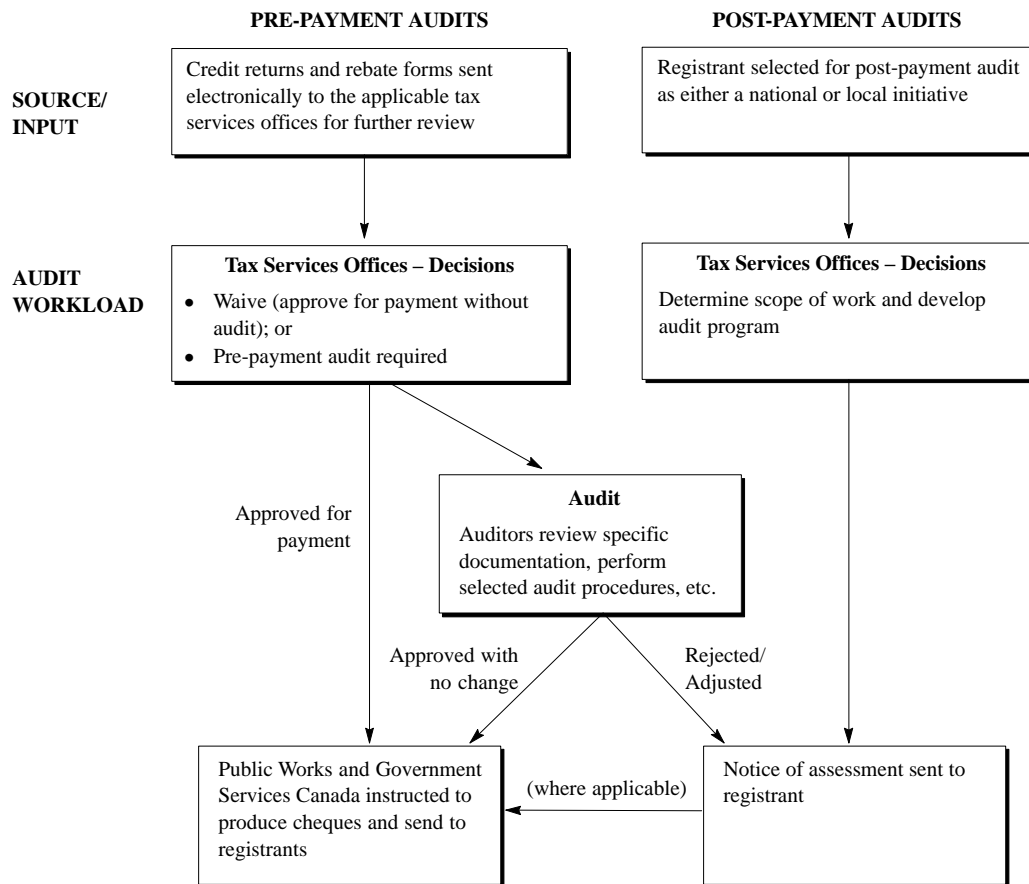 PRE-PAYMENT AUDITS
POST-PAYMENT AUDITS
SOURCE/
INPUT
Credit returns and rebate forms sent
electronically to the applicable tax
services offices for further review
Registrant selected for post-payment audit
as either a national or local initiative
AUDIT
WORKLOAD
Tax Services Offices – Decisions
• Waive (approve for payment without
audit); or
• Pre-payment audit required
Tax Services Offices – Decisions
Determine scope of work and develop
audit program
Approved for
payment
Audit
Auditors review specific
documentation, perform
selected audit procedures, etc.
Approved with
no change
Rejected/
Adjusted
Public Works and Government
Services Canada instructed to
produce cheques and send to
registrants
(where applicable)
Notice of assessment sent to
registrant